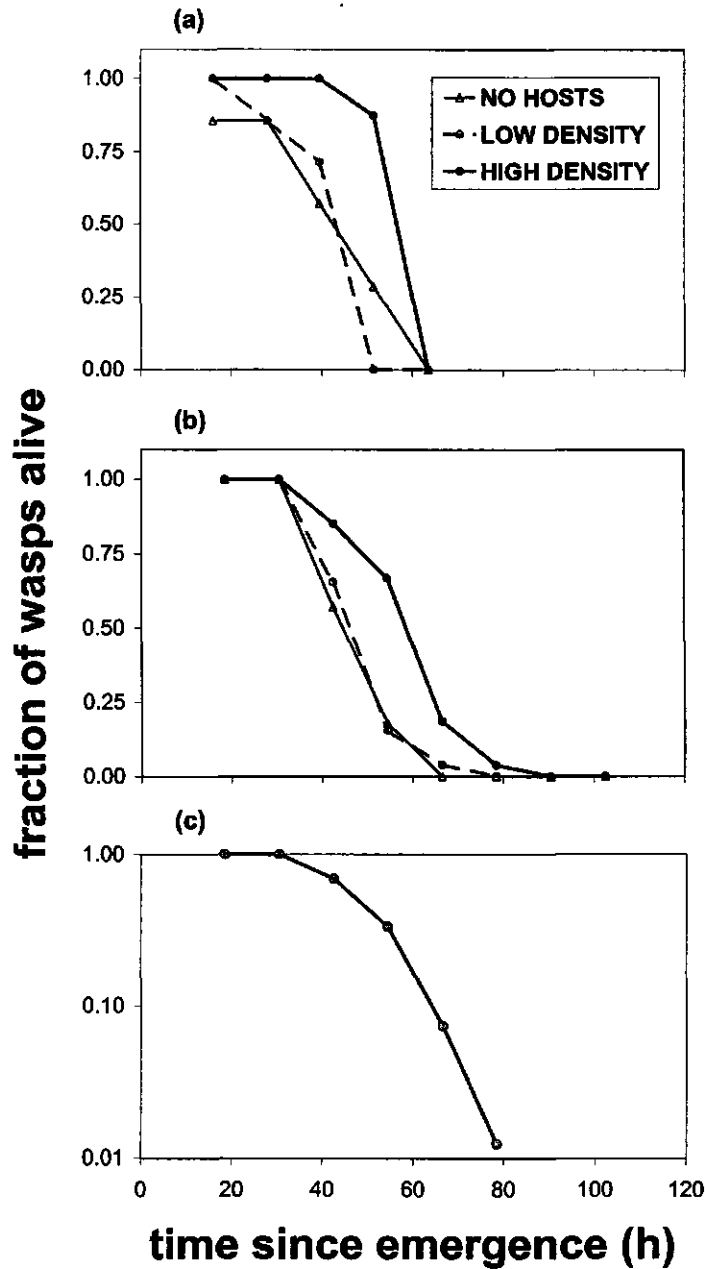 (a)
1.00
0.75
0.50
0.25
0.00
NO HOSTS
LOW DENSITY
HIGH DENSITY
(b)
1.00
0.75
0.50
0.25
0.00
fraction of wasps alive
(c)
1.00
0.10
0.01
0 20 40 60 80 100 120
time since emergence (h)